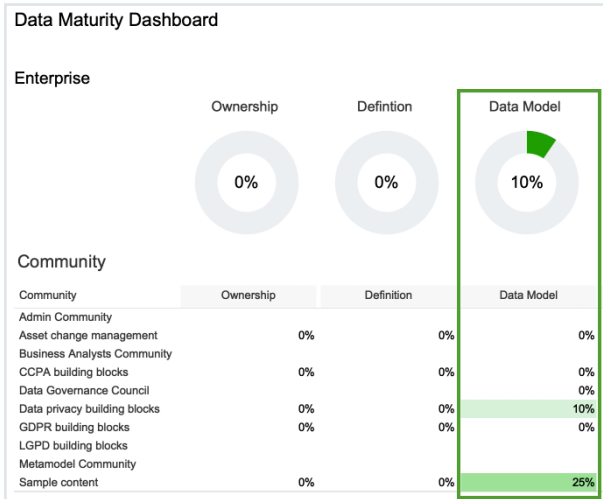 Data Maturity Dashboard
Enterprise
Ownership Defintion Data Model
0% 0% 10%
Community
Community Ownership Definition Data Model
Admin Community
Asset change management 0% 0% 0%
Business Analysts Community
CCPA building blocks 0% 0% 0%
Data Governance Council 0%
Data privacy building blocks 0% 0% 10%
GDPR building blocks 0% 0% 0%
LGPD building blocks
Metamodel Community
Sample content 0% 0% 25%